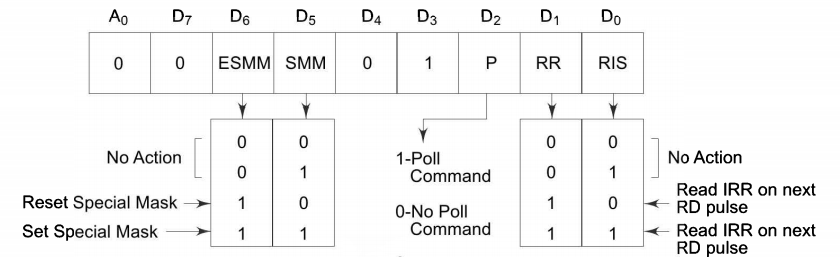 A0 D7 D6 D5 D4 D3 D2 D1 D0
0 0 ESMM SMM 0 1 P RR RIS
0 0 0 0
No Action 1-Poll No Action
0 1 Command 0 1
Reset Special Mask 1 0 0-No Poll 1 0 Read IRR on next
RD pulse
Set Special Mask 1 1 Command 1 1 Read IRR on next
RD pulse